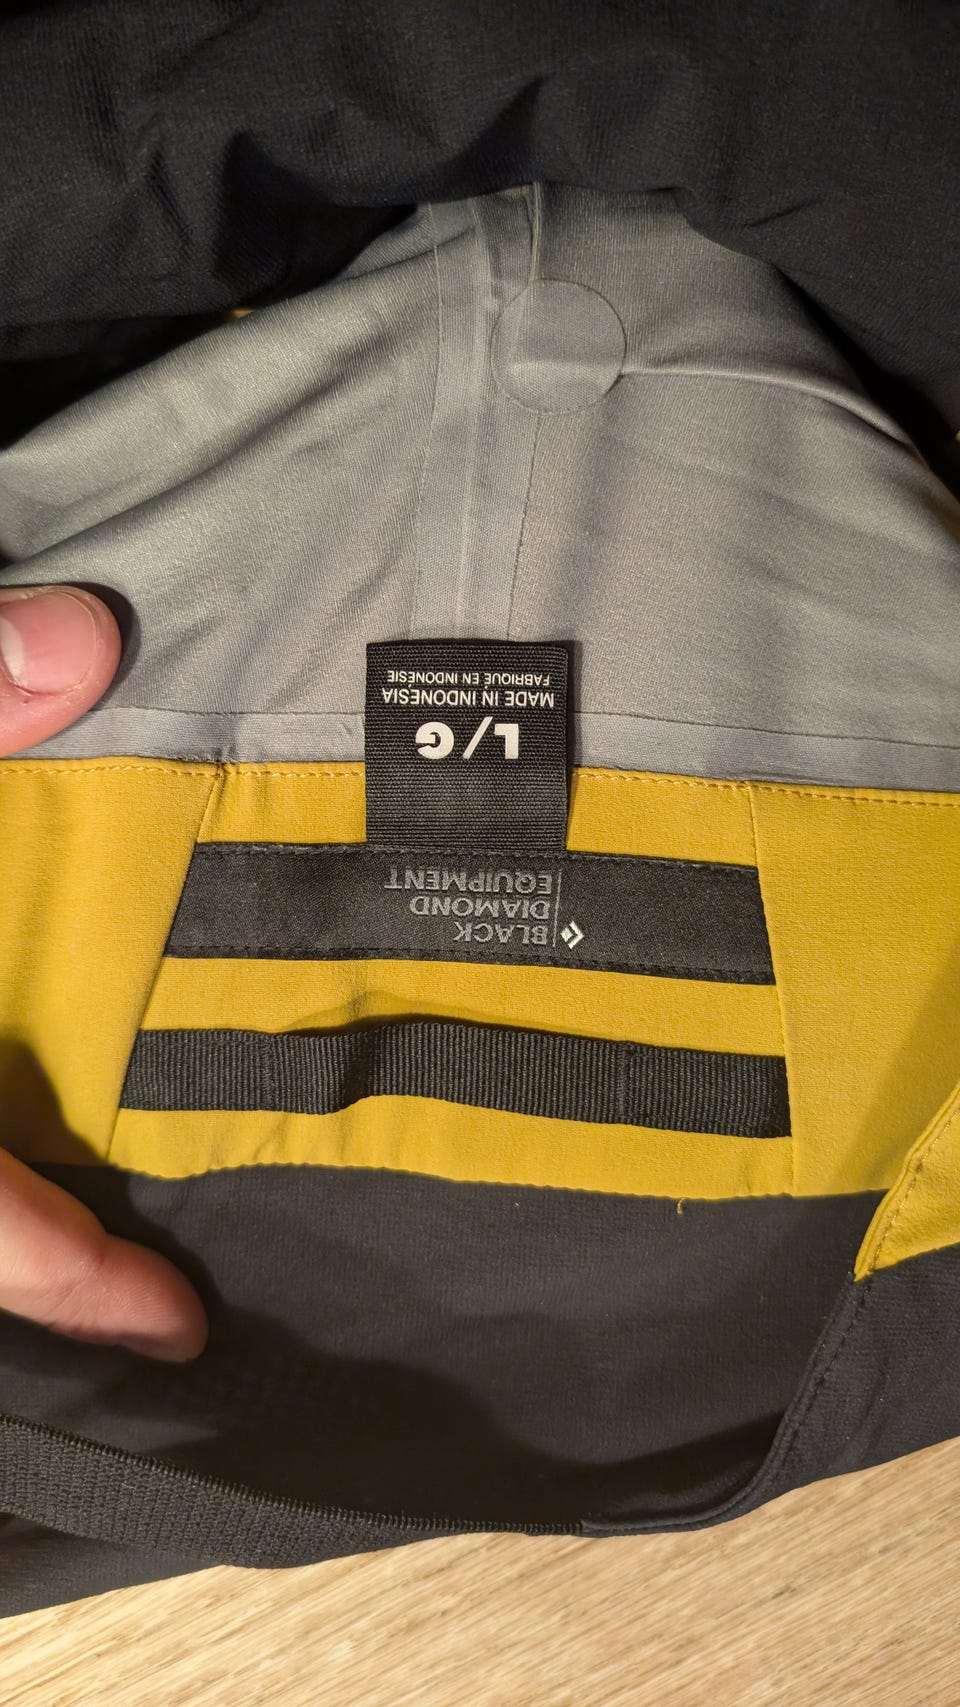 BLACK
DIAMOND
EQUIPMENT
L/G
MADE IN INDONESIA
FABRIQUÉ EN INDONÉSIE